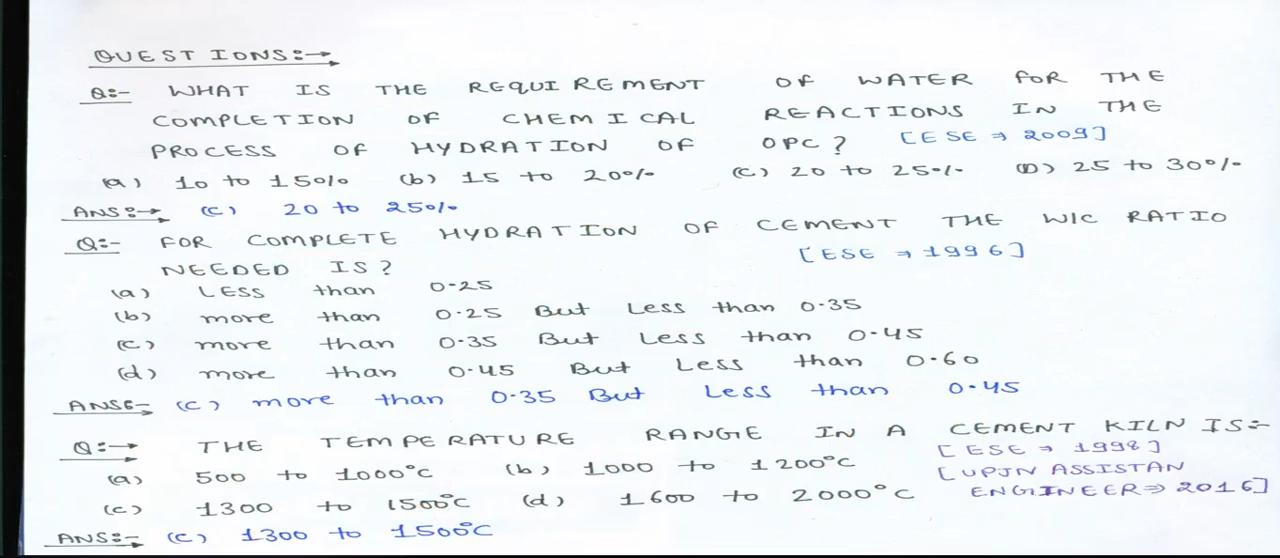 QUESTIONS:→
Q:- WHAT IS THE REQUIREMENT OF WATER FOR THE
COMPLETION OF CHEMICAL REACTIONS IN THE
PROCESS OF HYDRATION OF OPC? [ESE ⇒ 2009]
(a) 10 to 150% (b) 15 to 20% (C) 20 to 25% (D) 25 to 30%
ANS:→ (C) 20 to 25%
Q:- FOR COMPLETE HYDRATION OF CEMENT THE W/C RATIO
NEEDED IS? [ESE ⇒ 1996]
(a) LESS than 0.25
(b) more than 0.25 But Less than 0.35
(c) more than 0.35 But Less than 0.45
(d) more than 0.45 But Less than 0.60
ANS:- (c) more than 0.35 But Less than 0.45
Q:→ THE TEMPERATURE RANGE IN A CEMENT KILN IS:-
(a) 500 to 1000°c (b) 1000 to 1200°c [ESE ⇒ 1998]
(c) 1300 to 1500°c (d) 1600 to 2000°c [UPJN ASSISTAN
ENGINEER ⇒ 2016]
ANS:- (c) 1300 to 1500°C